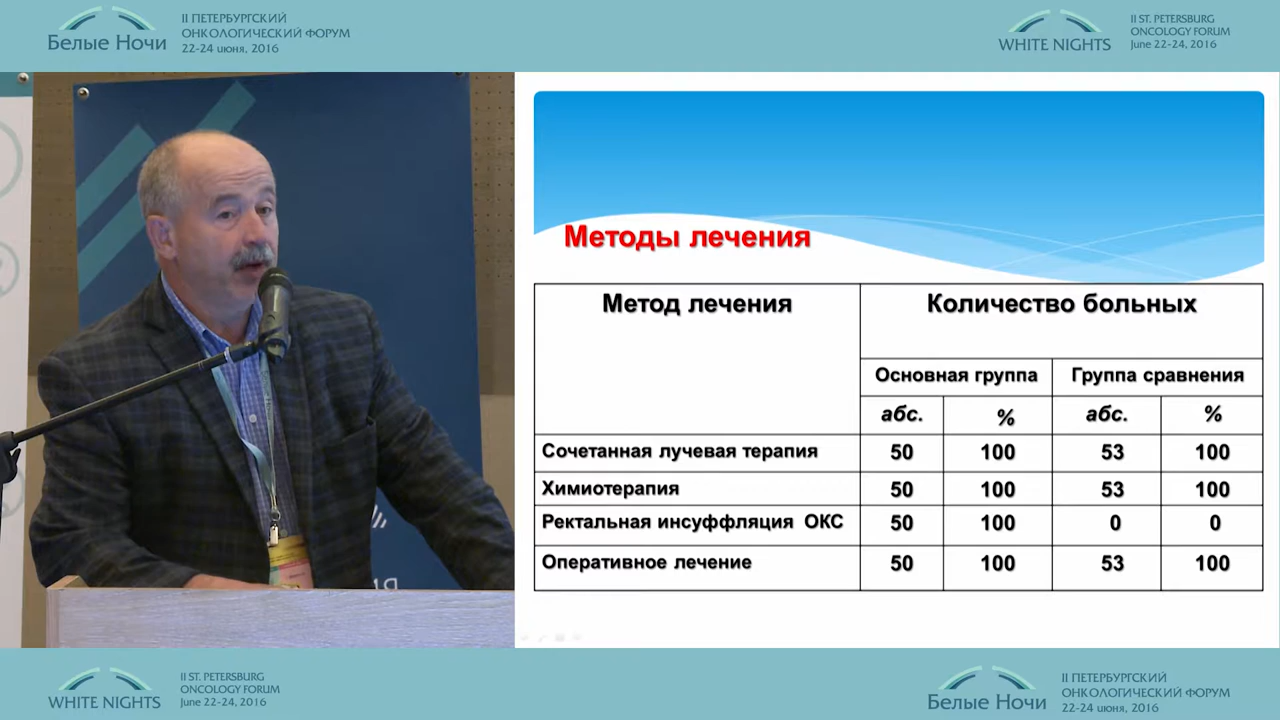 Белые Ночи
II ПЕТЕРБУРГСКИЙ
ОНКОЛОГИЧЕСКИЙ ФОРУМ
22-24 июня, 2016
WHITE NIGHTS
II ST. PETERSBURG
ONCOLOGY FORUM
June 22-24, 2016
Методы лечения
Метод лечения
Количество больных
Основная группа
Группа сравнения
абс. % абс. %
Сочетанная лучевая терапия 50 100 53 100
Химиотерапия 50 100 53 100
Ректальная инсуффляция ОКС 50 100 0 0
Оперативное лечение 50 100 53 100
WHITE NIGHTS
II ST. PETERSBURG
ONCOLOGY FORUM
June 22-24, 2016
Белые Ночи
II ПЕТЕРБУРГСКИЙ
ОНКОЛОГИЧЕСКИЙ ФОРУМ
22-24 июня, 2016